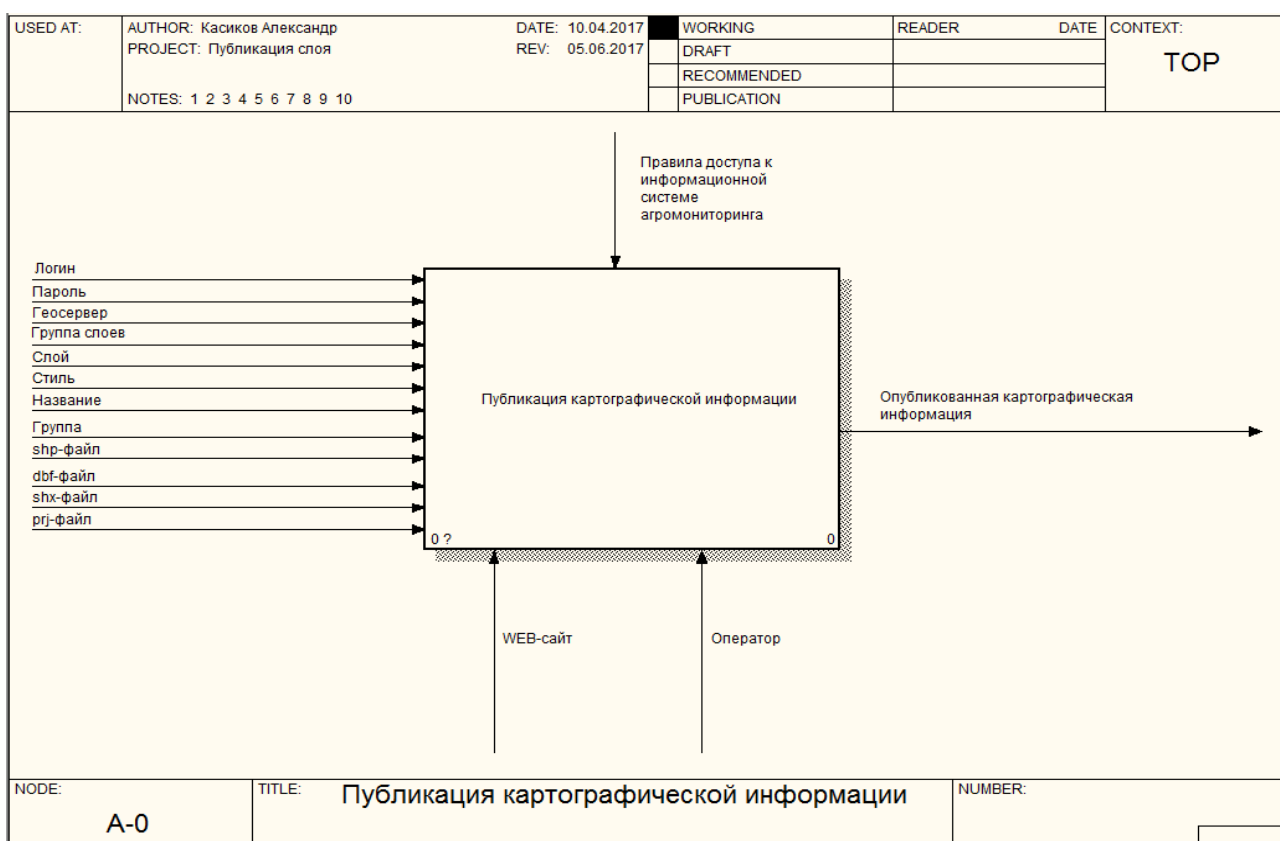 USED AT:
AUTHOR: Касиков Александр
DATE: 10.04.2017
WORKING
READER
DATE
CONTEXT:
PROJECT: Публикация слоя
REV: 05.06.2017
DRAFT
TOP
RECOMMENDED
NOTES: 1 2 3 4 5 6 7 8 9 10
PUBLICATION
Правила доступа к
информационной
системе
агромониторинга
Логин
Пароль
Геосервер
Группа слоев
Слой
Стиль
Название
Группа
shp-файл
dbf-файл
shx-файл
prj-файл
Публикация картографической информации
0 ?
0
Опубликованная картографическая
информация
WEB-сайт
Оператор
NODE:
A-0
TITLE:
Публикация картографической информации
NUMBER: